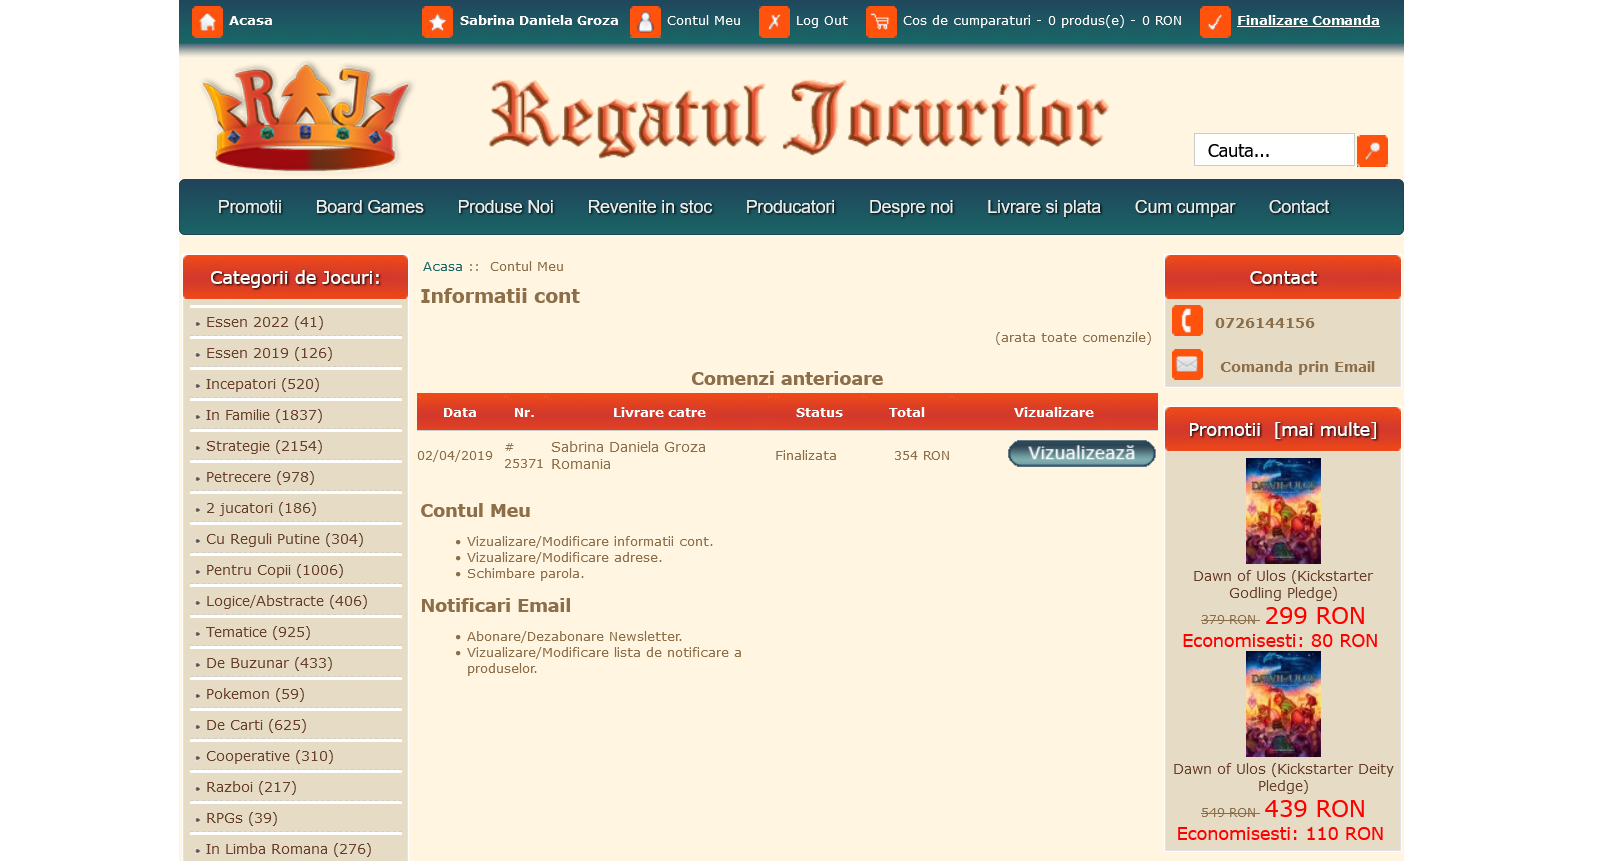 Acasa
Sabrina Daniela Groza
Contul Meu
Log Out
Cos de cumparaturi - 0 produs(e) - 0 RON
Finalizare Comanda
RAJ
Regatul Jocurilor
Cauta...
Promotii
Board Games
Produse Noi
Revenite in stoc
Producatori
Despre noi
Livrare si plata
Cum cumpar
Contact
Categorii de Jocuri:
Essen 2022 (41)
Essen 2019 (126)
Incepatori (520)
In Familie (1837)
Strategie (2154)
Petrecere (978)
2 jucatori (186)
Cu Reguli Putine (304)
Pentru Copii (1006)
Logice/Abstracte (406)
Tematice (925)
De Buzunar (433)
Pokemon (59)
De Carti (625)
Cooperative (310)
Razboi (217)
RPGs (39)
In Limba Romana (276)
Acasa :: Contul Meu
Informatii cont
(arata toate comenzile)
Comenzi anterioare
Data Nr. Livrare catre Status Total Vizualizare
02/04/2019 # 25371 Sabrina Daniela Groza Romania Finalizata 354 RON Vizualizează
Contul Meu
Vizualizare/Modificare informatii cont.
Vizualizare/Modificare adrese.
Schimbare parola.
Notificari Email
Abonare/Dezabonare Newsletter.
Vizualizare/Modificare lista de notificare a
produselor.
Contact
0726144156
Comanda prin Email
Promotii [mai multe]
DAWN OF ULOS
Dawn of Ulos (Kickstarter
Godling Pledge)
379 RON 299 RON
Economisesti: 80 RON
DAWN OF ULOS
Dawn of Ulos (Kickstarter Deity
Pledge)
549 RON 439 RON
Economisesti: 110 RON